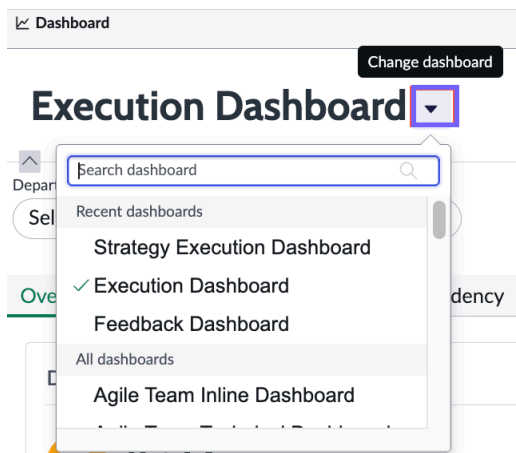 Dashboard
Change dashboard
Execution Dashboard
Search dashboard
Depar
Sel
Recent dashboards
Strategy Execution Dashboard
Execution Dashboard
Feedback Dashboard
Ove
dency
All dashboards
D
Agile Team Inline Dashboard